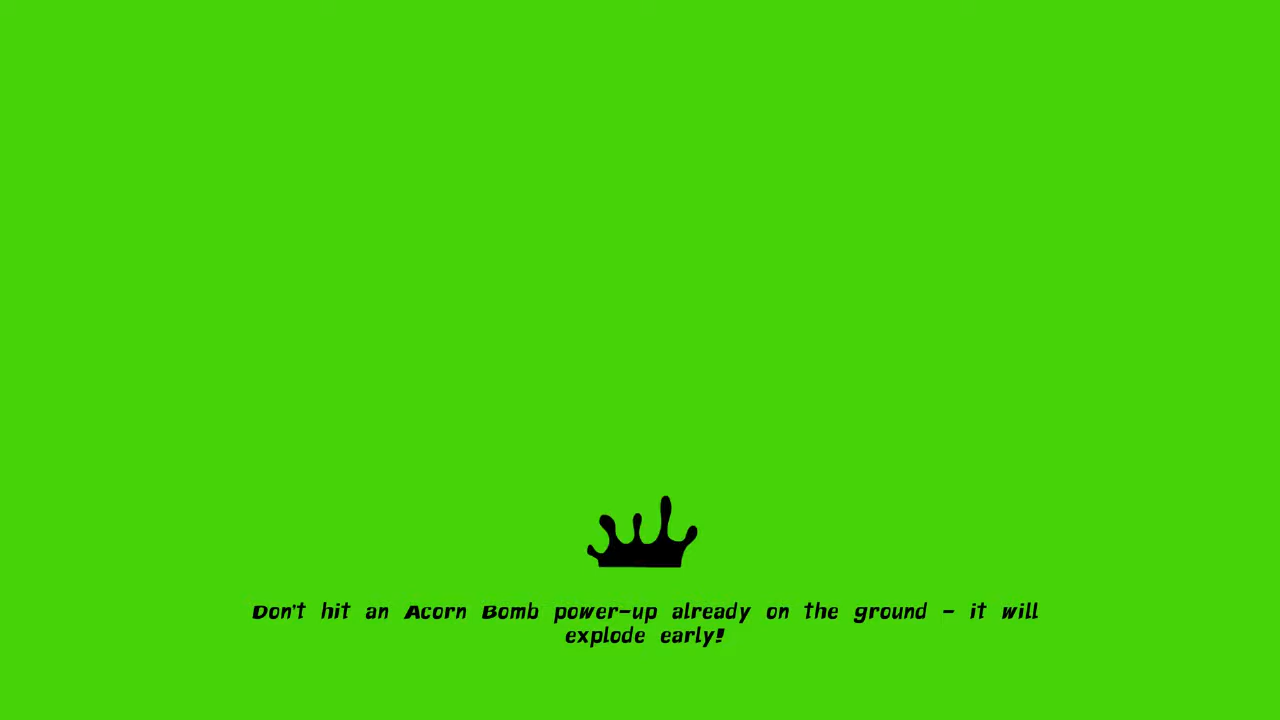 Don't hit an Acorn Bomb power-up already on the ground - it will
explode early!